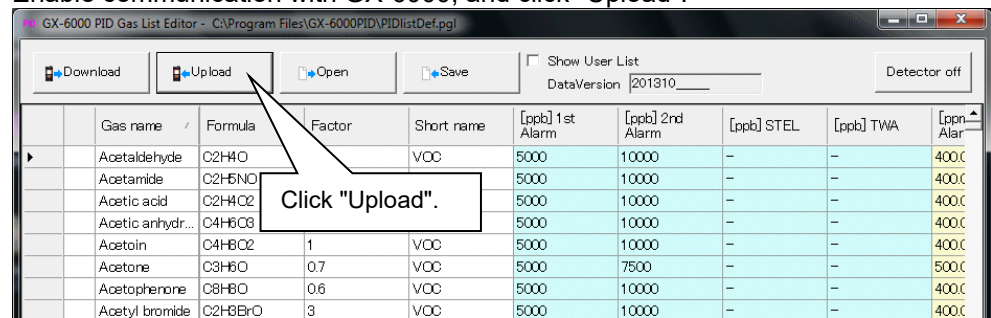 Enable communication with GX-6000, and click "Upload".
GX-6000 PID Gas List Editor - C:\Program Files\GX-6000PID\PIDlistDef.pgl
Download Upload Open Save Show User List Detector off
DataVersion 201310____
Gas name Formula Factor Short name [ppb] 1st Alarm [ppb] 2nd Alarm [ppb] STEL [ppb] TWA
Acetaldehyde C2H4O VOC 5000 10000 - - 400.0
Acetamide C2H5NO 5000 10000 - - 400.0
Acetic acid C2H4O2 5000 10000 - - 400.0
Acetic anhydr... C4H6O3 5000 10000 - - 400.0
Acetoin C4H8O2 1 VOC 5000 10000 - - 400.0
Acetone C3H6O 0.7 VOC 5000 7500 - - 500.0
Acetophenone C8H8O 0.6 VOC 5000 10000 - - 400.0
Acetyl bromide C2H3BrO 3 VOC 5000 10000 - - 400.0
Click "Upload".